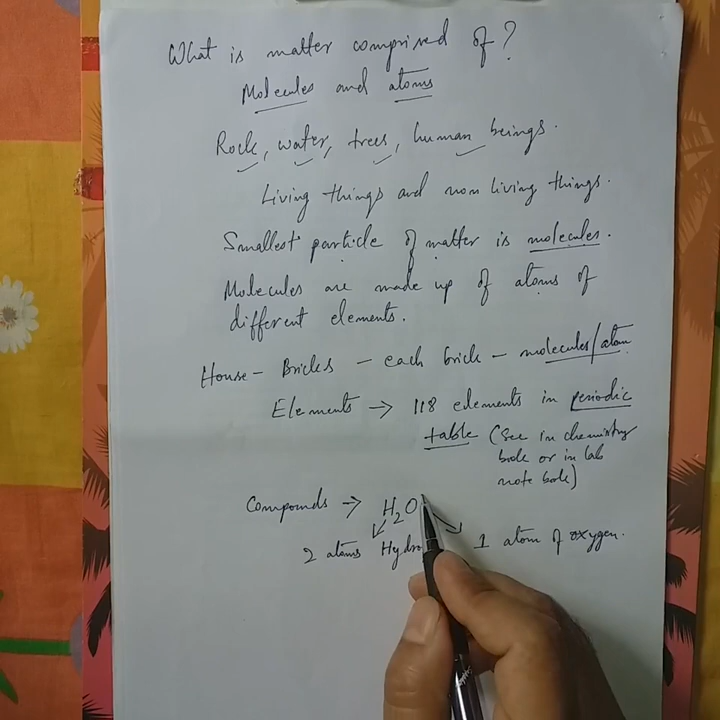 What is matter comprised of?
Molecules and atoms
Rock, water, trees, human beings.
Living things and non living things.
Smallest particle of matter is molecules.
Molecules are made up of atoms of
different elements.
House - Bricks - each brick - molecules/atom
Elements → 118 elements in periodic
table (See in chemistry
book or in lab
note book)
Compounds → H₂O
2 atoms Hydro 1 atom of oxygen.